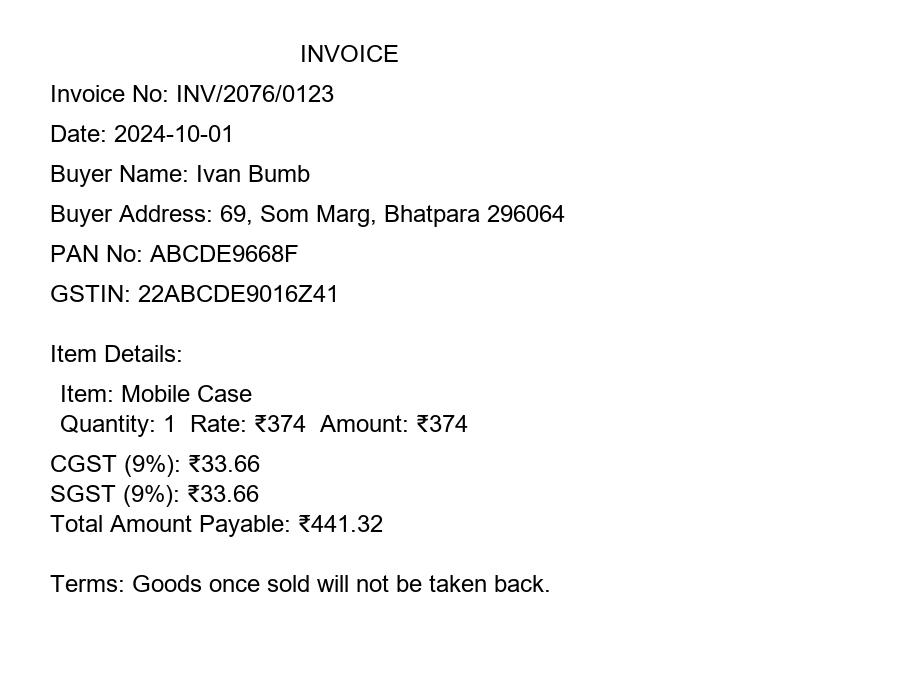 INVOICE
Invoice No: INV/2076/0123
Date: 2024-10-01
Buyer Name: Ivan Bumb
Buyer Address: 69, Som Marg, Bhatpara 296064
PAN No: ABCDE9668F
GSTIN: 22ABCDE9016Z41
Item Details:
Item: Mobile Case
Quantity: 1 Rate: ₹374 Amount: ₹374
CGST (9%): ₹33.66
SGST (9%): ₹33.66
Total Amount Payable: ₹441.32
Terms: Goods once sold will not be taken back.